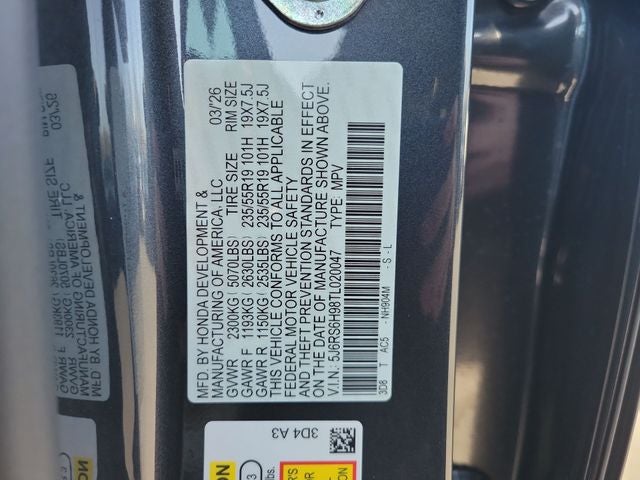 MFD. BY HONDA DEVELOPMENT &
MANUFACTURING OF AMERICA, LLC 03/'26
GVWR 2300KG( 5070LBS) TIRE SIZE RIM SIZE
GAWR F 1193KG( 2630LBS) 235/55R19 101H 19X7.5J
GAWR R 1150KG( 2535LBS) 235/55R19 101H 19X7.5J
THIS VEHICLE CONFORMS TO ALL APPLICABLE
FEDERAL MOTOR VEHICLE SAFETY
AND THEFT PREVENTION STANDARDS IN EFFECT
ON THE DATE OF MANUFACTURE SHOWN ABOVE.
V.I.N: 5J6RS6H98TL020047 TYPE: MPV
3D8 T AC5 - NH904M - S - L
3D4 A3